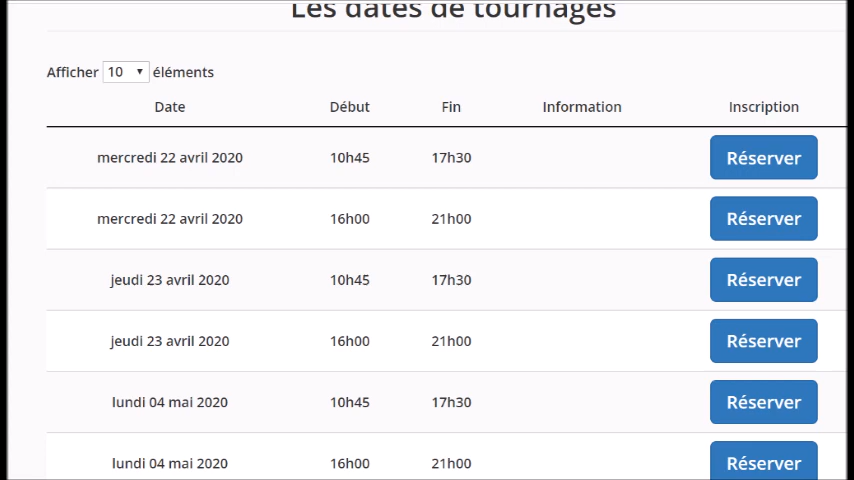 Les dates de tournages
Afficher 10 éléments
Date Début Fin Information Inscription
mercredi 22 avril 2020 10h45 17h30 Réserver
mercredi 22 avril 2020 16h00 21h00 Réserver
jeudi 23 avril 2020 10h45 17h30 Réserver
jeudi 23 avril 2020 16h00 21h00 Réserver
lundi 04 mai 2020 10h45 17h30 Réserver
lundi 04 mai 2020 16h00 21h00 Réserver